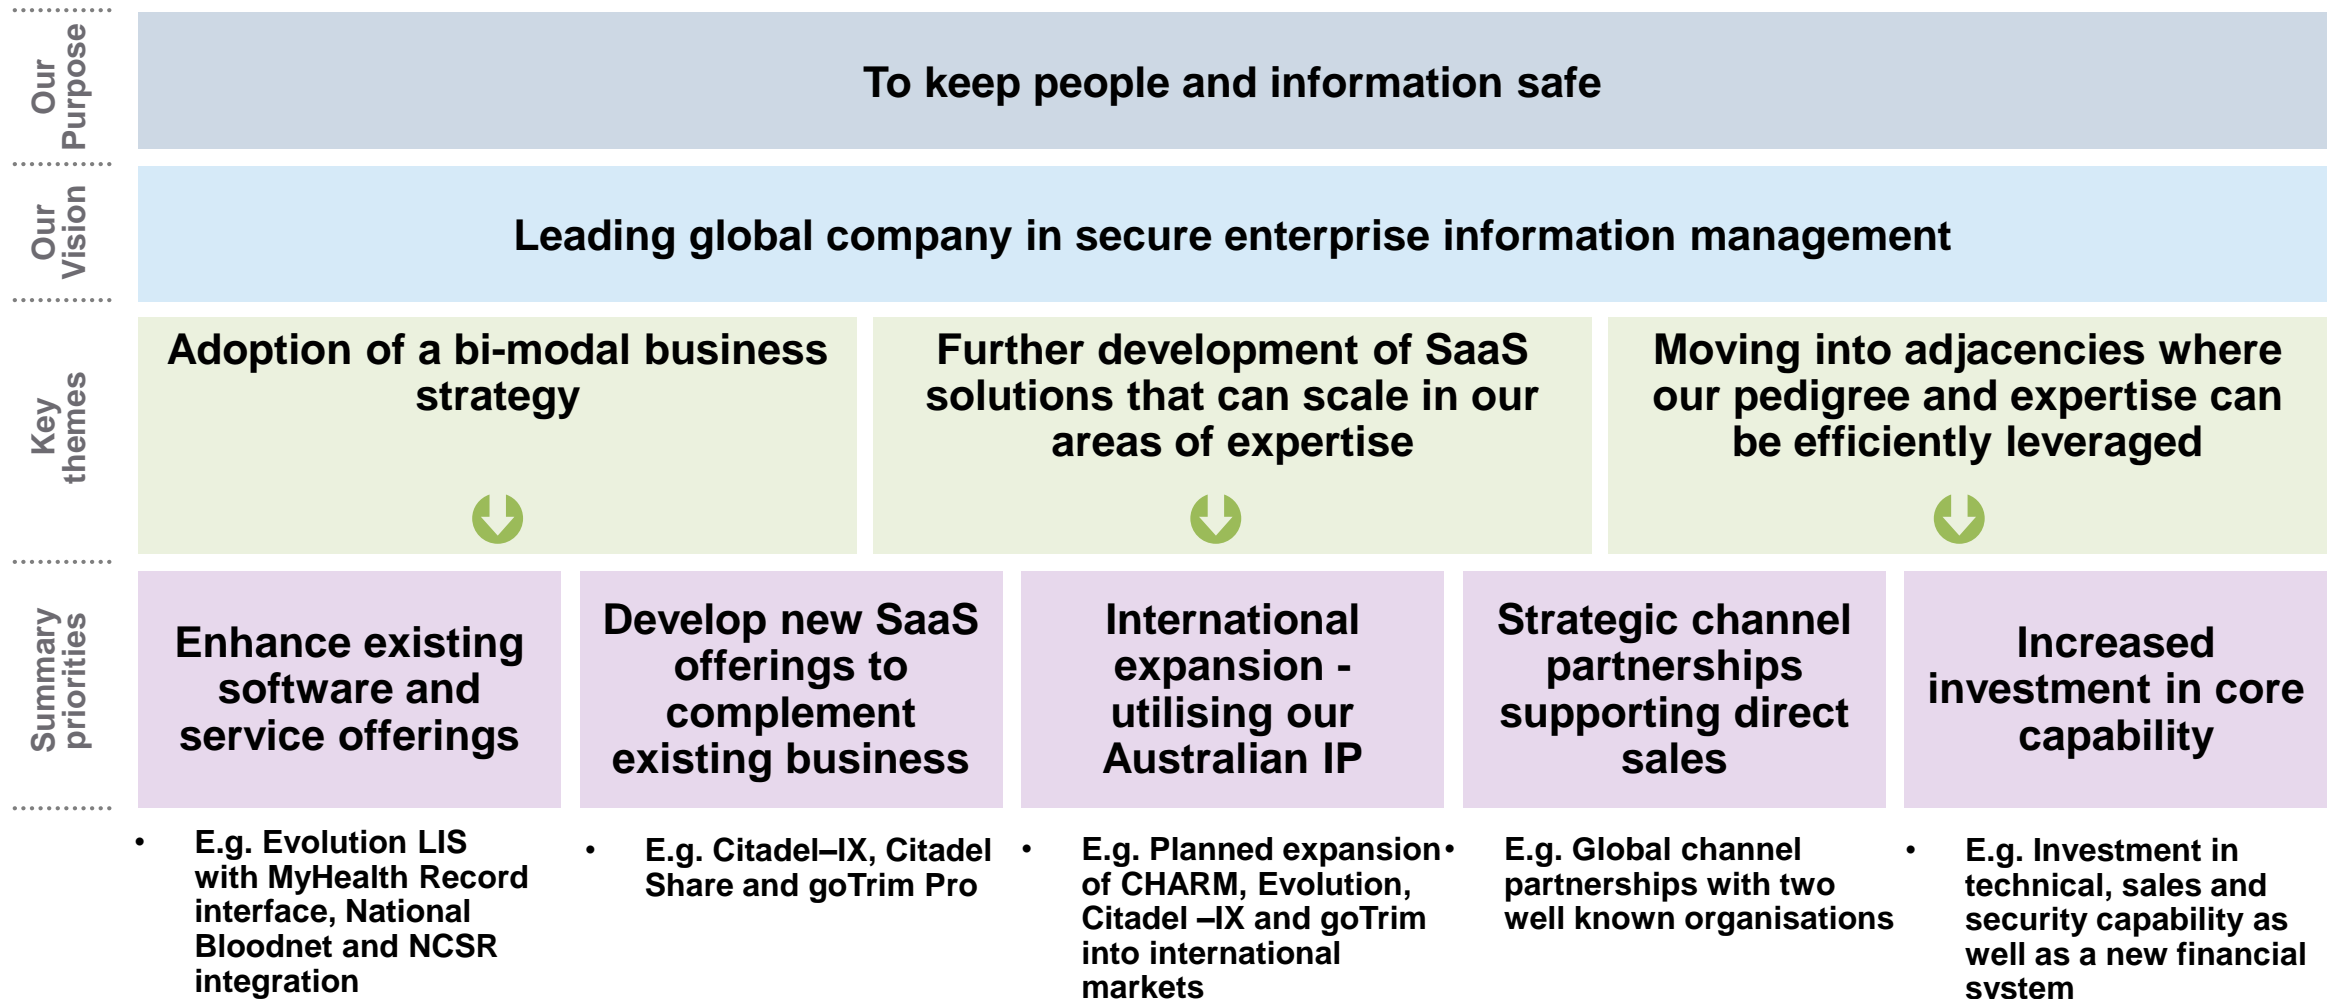 Our
Purpose
To keep people and information safe
Our
Vision
Leading global company in secure enterprise information management
Key
themes
Adoption of a bi-modal business
strategy
Further development of SaaS
solutions that can scale in our
areas of expertise
Moving into adjacencies where
our pedigree and expertise can
be efficiently leveraged
Summary
priorities
Enhance existing
software and
service offerings
Develop new SaaS
offerings to
complement
existing business
International
expansion -
utilising our
Australian IP
Strategic channel
partnerships
supporting direct
sales
Increased
investment in core
capability
• E.g. Evolution LIS
with MyHealth Record
interface, National
Bloodnet and NCSR
integration
• E.g. Citadel–IX, Citadel
Share and goTrim Pro
• E.g. Planned expansion
of CHARM, Evolution,
Citadel –IX and goTrim
into international
markets
• E.g. Global channel
partnerships with two
well known organisations
• E.g. Investment in
technical, sales and
security capability as
well as a new financial
system